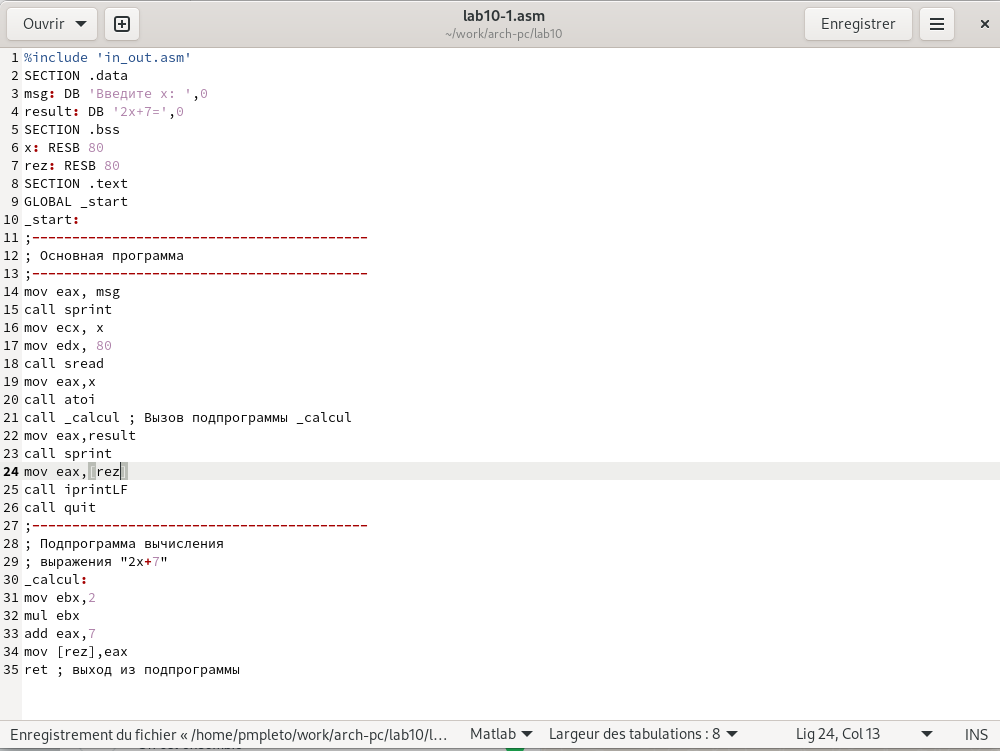 Ouvrir
lab10-1.asm
~/work/arch-pc/lab10
Enregistrer
1 %include 'in_out.asm'
2 SECTION .data
3 msg: DB 'Введите x: ',0
4 result: DB '2x+7=',0
5 SECTION .bss
6 x: RESB 80
7 rez: RESB 80
8 SECTION .text
9 GLOBAL _start
10 _start:
11 ;------------------------------------------
12 ; Основная программа
13 ;------------------------------------------
14 mov eax, msg
15 call sprint
16 mov ecx, x
17 mov edx, 80
18 call sread
19 mov eax,x
20 call atoi
21 call _calcul ; Вызов подпрограммы _calcul
22 mov eax,result
23 call sprint
24 mov eax,[rez]
25 call iprintLF
26 call quit
27 ;------------------------------------------
28 ; Подпрограмма вычисления
29 ; выражения "2x+7"
30 _calcul:
31 mov ebx,2
32 mul ebx
33 add eax,7
34 mov [rez],eax
35 ret ; выход из подпрограммы
Enregistrement du fichier « /home/pmpleto/work/arch-pc/lab10/l…
Matlab
Largeur des tabulations : 8
Lig 24, Col 13
INS